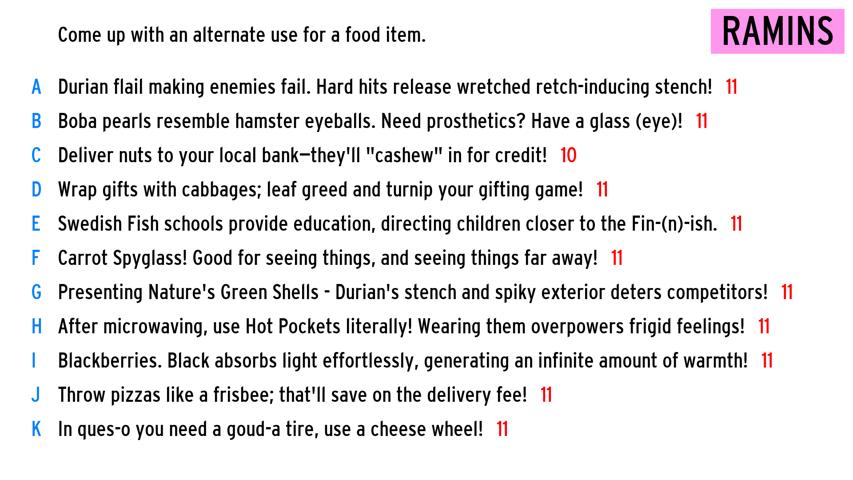 Come up with an alternate use for a food item.
RAMINS
A Durian flail making enemies fail. Hard hits release wretched retch-inducing stench! 11
B Boba pearls resemble hamster eyeballs. Need prosthetics? Have a glass (eye)! 11
C Deliver nuts to your local bank—they'll "cashew" in for credit! 10
D Wrap gifts with cabbages; leaf greed and turnip your gifting game! 11
E Swedish Fish schools provide education, directing children closer to the Fin-(n)-ish. 11
F Carrot Spyglass! Good for seeing things, and seeing things far away! 11
G Presenting Nature's Green Shells - Durian's stench and spiky exterior deters competitors! 11
H After microwaving, use Hot Pockets literally! Wearing them overpowers frigid feelings! 11
I Blackberries. Black absorbs light effortlessly, generating an infinite amount of warmth! 11
J Throw pizzas like a frisbee; that'll save on the delivery fee! 11
K In ques-o you need a goud-a tire, use a cheese wheel! 11